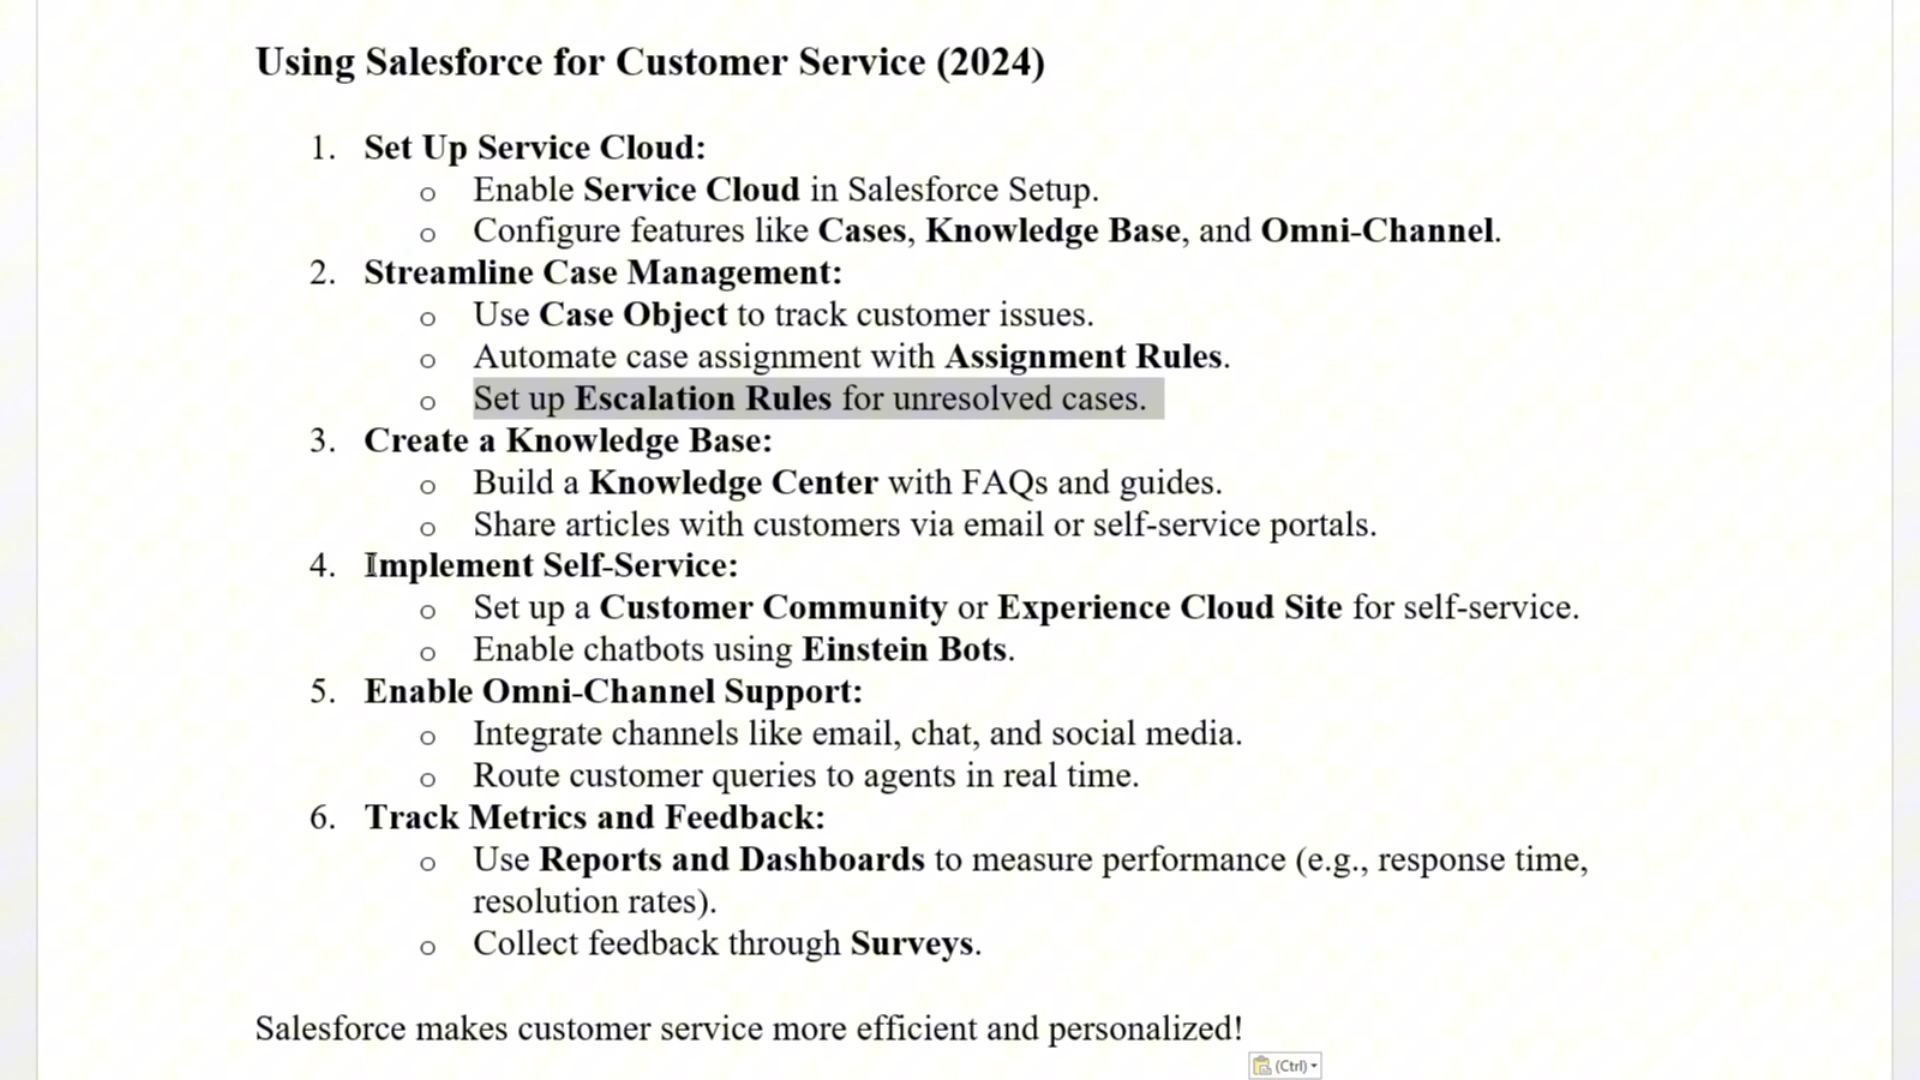 Using Salesforce for Customer Service (2024)
1. Set Up Service Cloud:
o Enable Service Cloud in Salesforce Setup.
o Configure features like Cases, Knowledge Base, and Omni-Channel.
2. Streamline Case Management:
o Use Case Object to track customer issues.
o Automate case assignment with Assignment Rules.
o Set up Escalation Rules for unresolved cases.
3. Create a Knowledge Base:
o Build a Knowledge Center with FAQs and guides.
o Share articles with customers via email or self-service portals.
4. Implement Self-Service:
o Set up a Customer Community or Experience Cloud Site for self-service.
o Enable chatbots using Einstein Bots.
5. Enable Omni-Channel Support:
o Integrate channels like email, chat, and social media.
o Route customer queries to agents in real time.
6. Track Metrics and Feedback:
o Use Reports and Dashboards to measure performance (e.g., response time,
resolution rates).
o Collect feedback through Surveys.
Salesforce makes customer service more efficient and personalized!
(Ctrl)